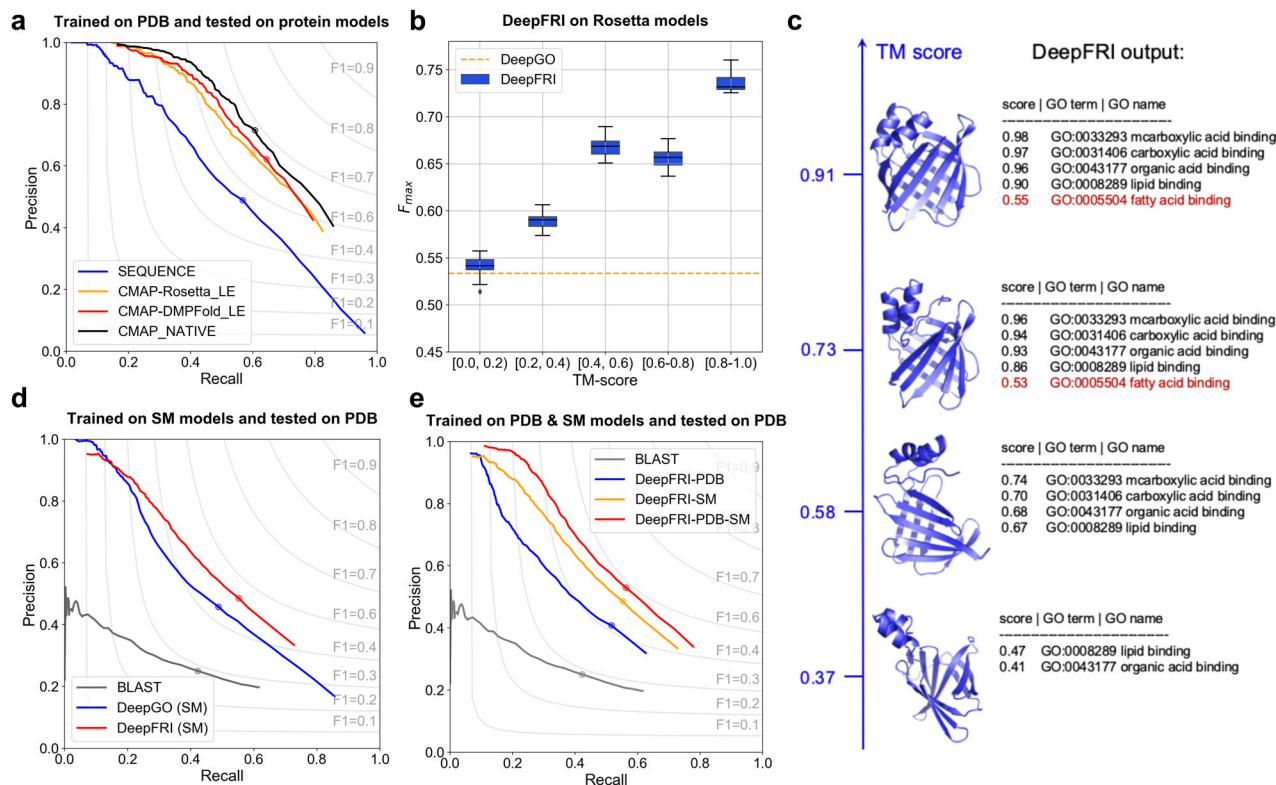 a Trained on PDB and tested on protein models
1.0
0.8
0.6
0.4
0.2
0.0
Precision
F1=0.9
F1=0.8
F1=0.7
F1=0.6
F1=0.4
F1=0.3
F1=0.2
F1=0.1
SEQUENCE
CMAP-Rosetta_LE
CMAP-DMPFold_LE
CMAP_NATIVE
0.0 0.2 0.4 0.6 0.8 1.0
Recall
b DeepFRI on Rosetta models
DeepGO
DeepFRI
0.75
0.70
0.65
0.60
0.55
0.50
0.45
Fmax
[0.0, 0.2) [0.2, 0.4) [0.4, 0.6) [0.6-0.8) [0.8-1.0)
TM-score
c
TM score DeepFRI output:
0.91
score | GO term | GO name
0.98 GO:0033293 mcarboxylic acid binding
0.97 GO:0031406 carboxylic acid binding
0.96 GO:0043177 organic acid binding
0.90 GO:0008289 lipid binding
0.55 GO:0005504 fatty acid binding
0.73
score | GO term | GO name
0.96 GO:0033293 mcarboxylic acid binding
0.94 GO:0031406 carboxylic acid binding
0.93 GO:0043177 organic acid binding
0.86 GO:0008289 lipid binding
0.53 GO:0005504 fatty acid binding
0.58
score | GO term | GO name
0.74 GO:0033293 mcarboxylic acid binding
0.70 GO:0031406 carboxylic acid binding
0.68 GO:0043177 organic acid binding
0.67 GO:0008289 lipid binding
0.37
score | GO term | GO name
0.47 GO:0008289 lipid binding
0.41 GO:0043177 organic acid binding
d Trained on SM models and tested on PDB
1.0
0.8
0.6
0.4
0.2
0.0
Precision
F1=0.9
F1=0.8
F1=0.7
F1=0.6
F1=0.4
F1=0.3
F1=0.2
F1=0.1
BLAST
DeepGO (SM)
DeepFRI (SM)
0.0 0.2 0.4 0.6 0.8 1.0
Recall
e Trained on PDB & SM models and tested on PDB
1.0
0.8
0.6
0.4
0.2
0.0
Precision
BLAST
DeepFRI-PDB
DeepFRI-SM
DeepFRI-PDB-SM
F1=0.7
F1=0.6
F1=0.4
F1=0.3
F1=0.2
F1=0.1
0.0 0.2 0.4 0.6 0.8 1.0
Recall